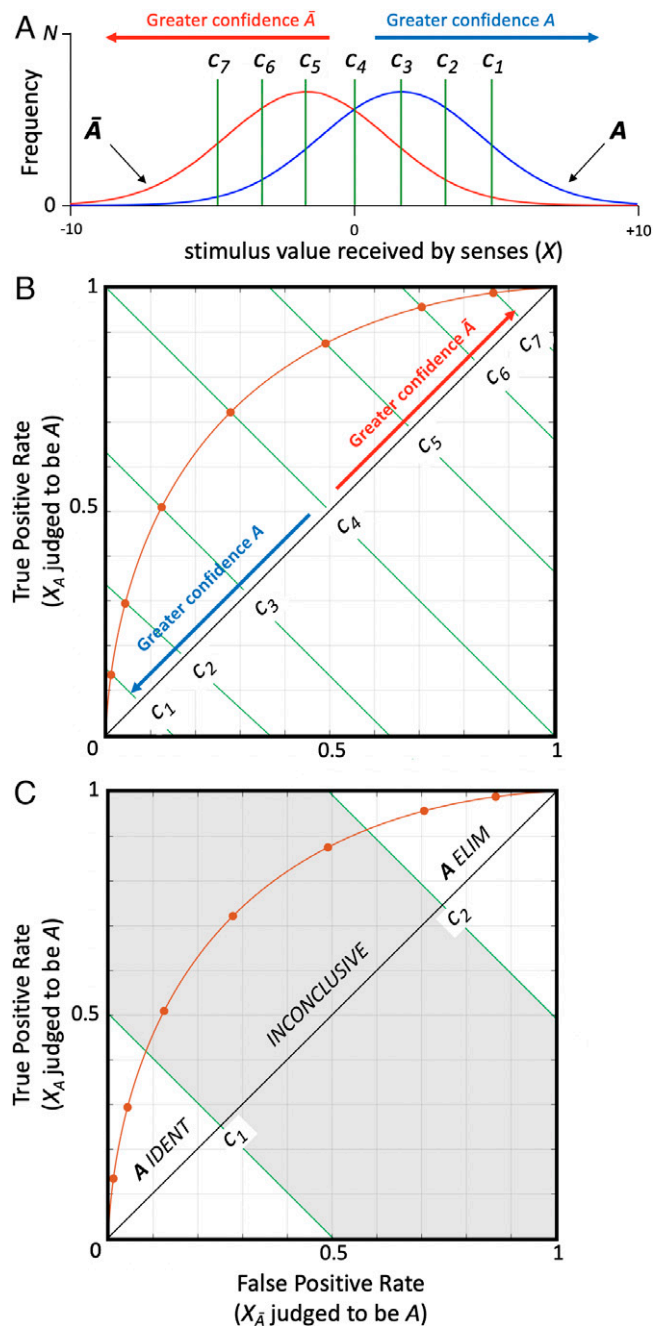 A
Greater confidence Ā
Greater confidence A
N
c7 c6 c5 c4 c3 c2 c1
Frequency
Ā
A
0
-10
0
+10
stimulus value received by senses (X)
B
1
True Positive Rate
(XA judged to be A)
0.5
Greater confidence Ā
Greater confidence A
c7
c6
c5
c4
c3
c2
c1
0
0.5
1
C
1
True Positive Rate
(XA judged to be A)
0.5
A ELIM
c2
INCONCLUSIVE
c1
A IDENT
0
0.5
1
False Positive Rate
(XĀ judged to be A)